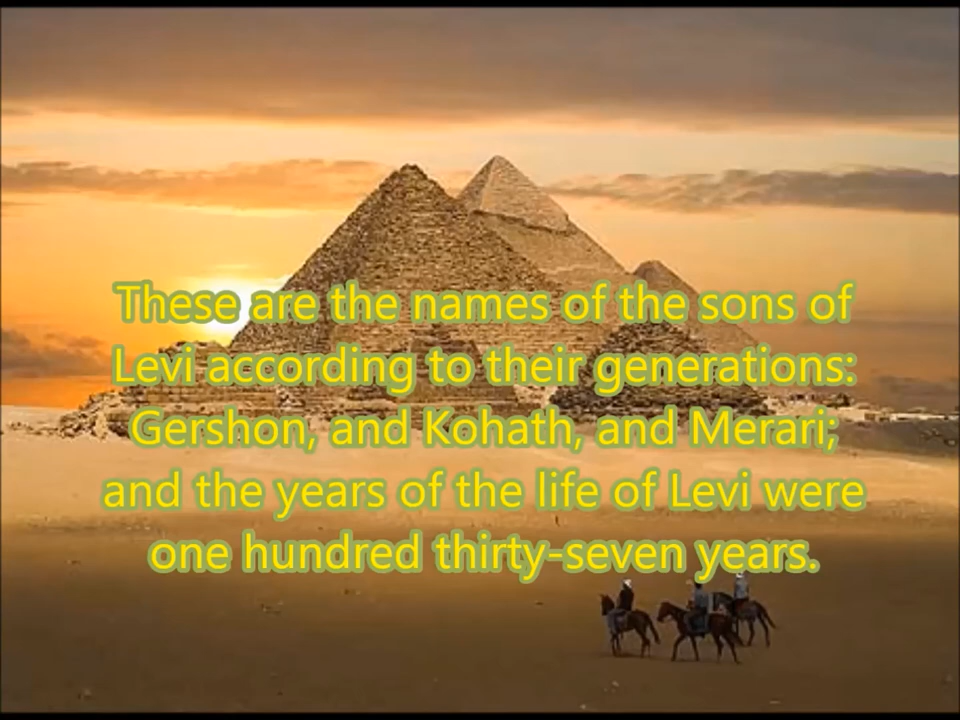 These are the names of the sons of
Levi according to their generations:
Gershon, and Kohath, and Merari;
and the years of the life of Levi were
one hundred thirty-seven years.